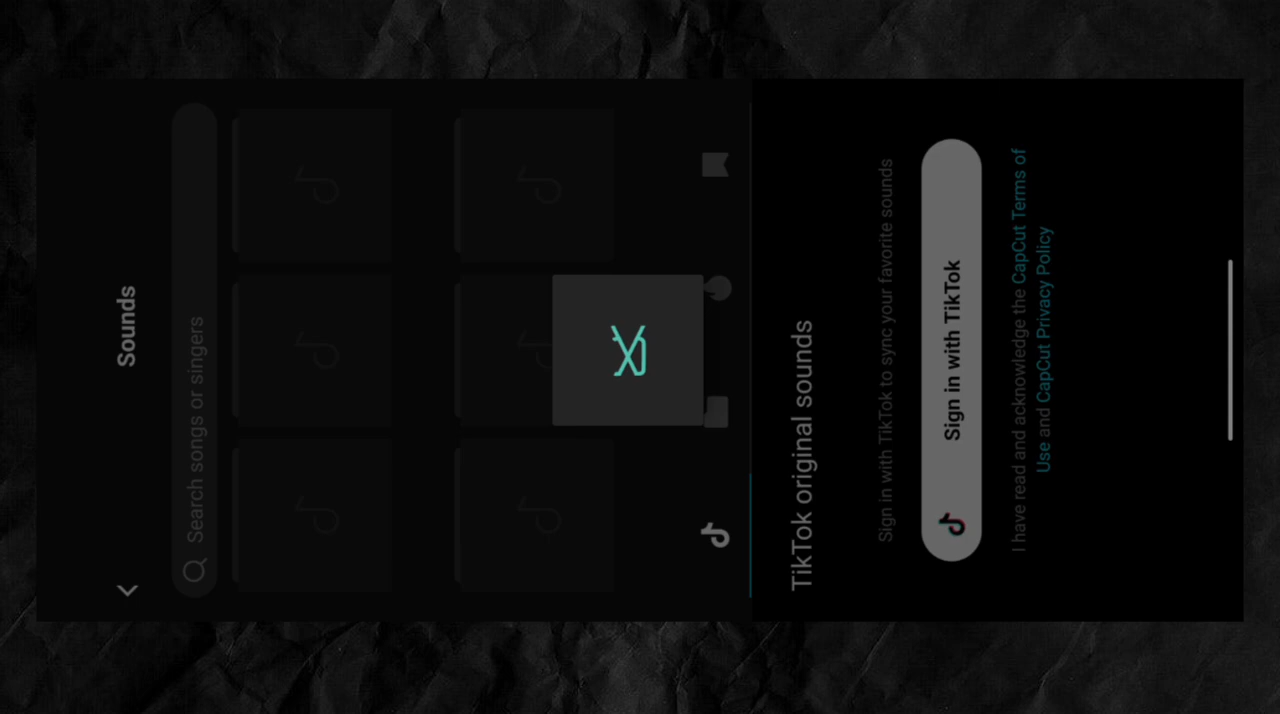 Sounds
Search songs or singers
TikTok original sounds
Sign in with TikTok to sync your favorite sounds
Sign in with TikTok
I have read and acknowledge the CapCut Terms of
Use and CapCut Privacy Policy